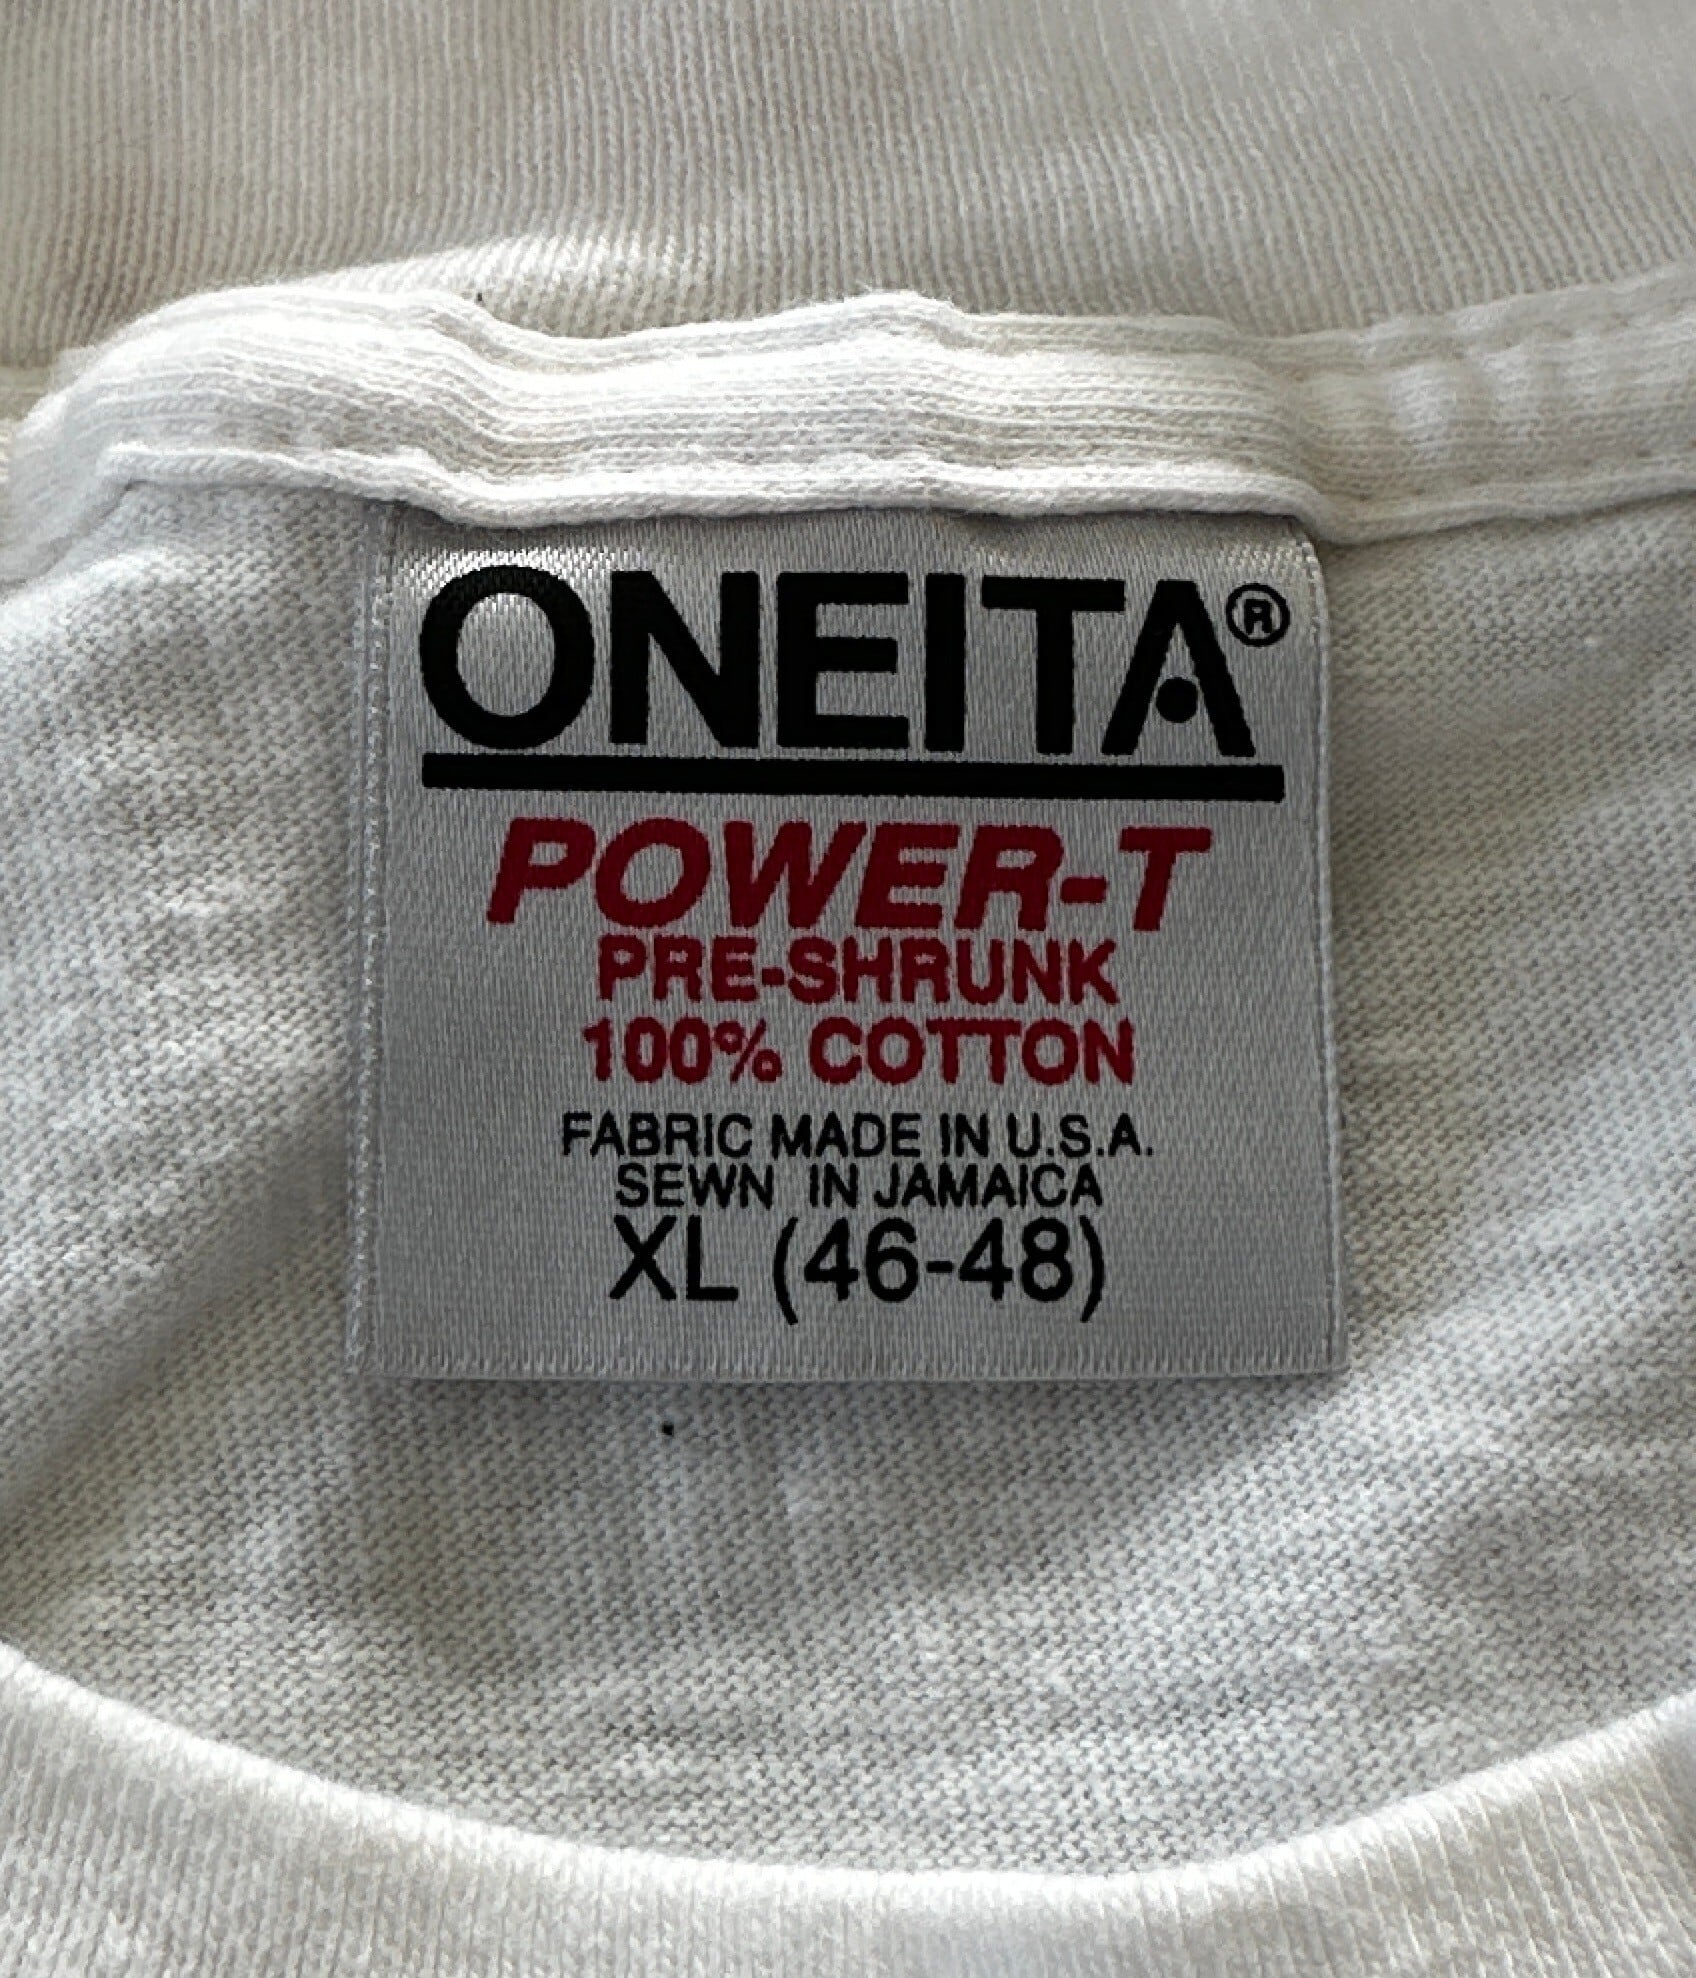 ONEITA®
POWER-T
PRE-SHRUNK
100% COTTON
FABRIC MADE IN U.S.A.
SEWN IN JAMAICA
XL (46-48)